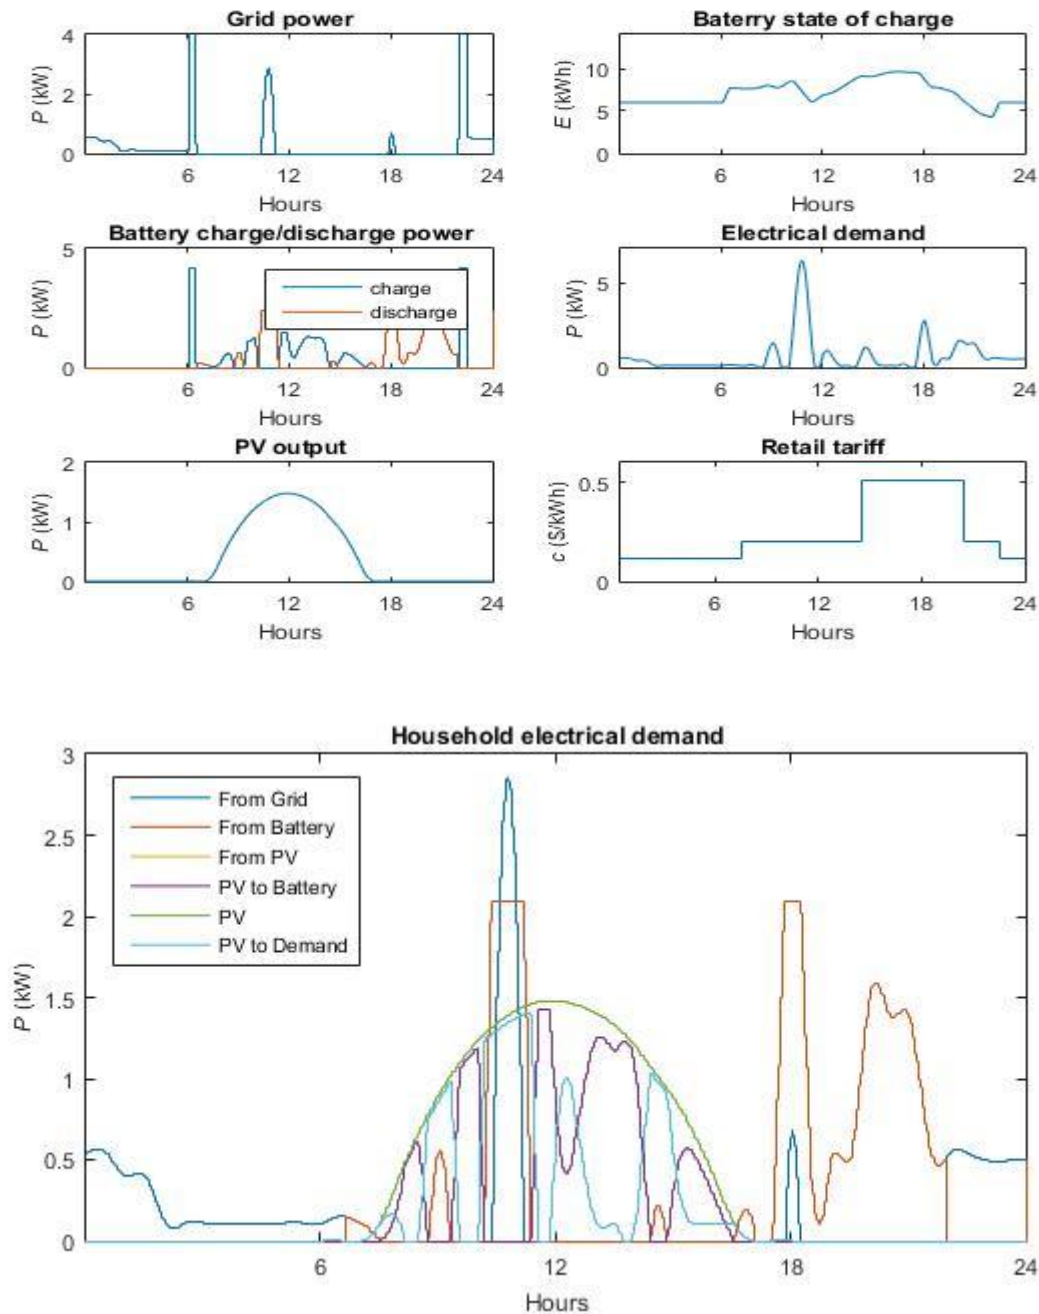 Grid power
4
2
0
P (kW)
6 12 18 24
Hours
Baterry state of charge
10
5
0
E (kWh)
6 12 18 24
Hours
Battery charge/discharge power
5
0
P (kW)
charge
discharge
6 12 18 24
Hours
Electrical demand
5
0
P (kW)
6 12 18 24
Hours
PV output
2
1
0
P (kW)
6 12 18 24
Hours
Retail tariff
0.5
0
c (S/kWh)
6 12 18 24
Hours
Household electrical demand
3
2.5
2
1.5
1
0.5
0
P (kW)
From Grid
From Battery
From PV
PV to Battery
PV
PV to Demand
6 12 18 24
Hours